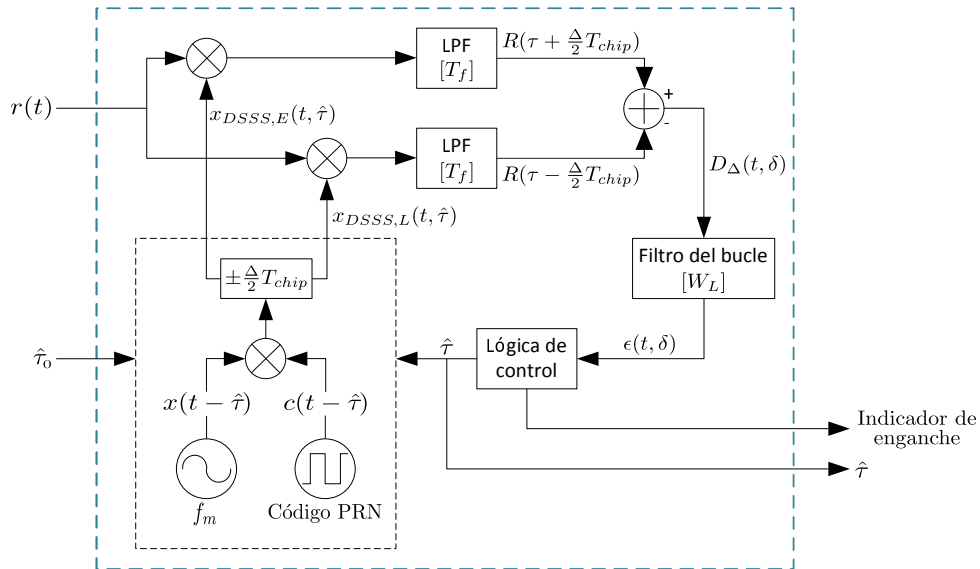 LPF
[T_f]
R(τ + Δ/2 T_chip)
r(t)
x_DSSS,E(t, τ̂)
+
-
LPF
[T_f]
R(τ − Δ/2 T_chip)
D_Δ(t, δ)
x_DSSS,L(t, τ̂)
± Δ/2 T_chip
Filtro del bucle
[W_L]
τ̂_0
τ̂
Lógica de
control
ϵ(t, δ)
x(t − τ̂)
c(t − τ̂)
Indicador de
enganche
τ̂
f_m
Código PRN